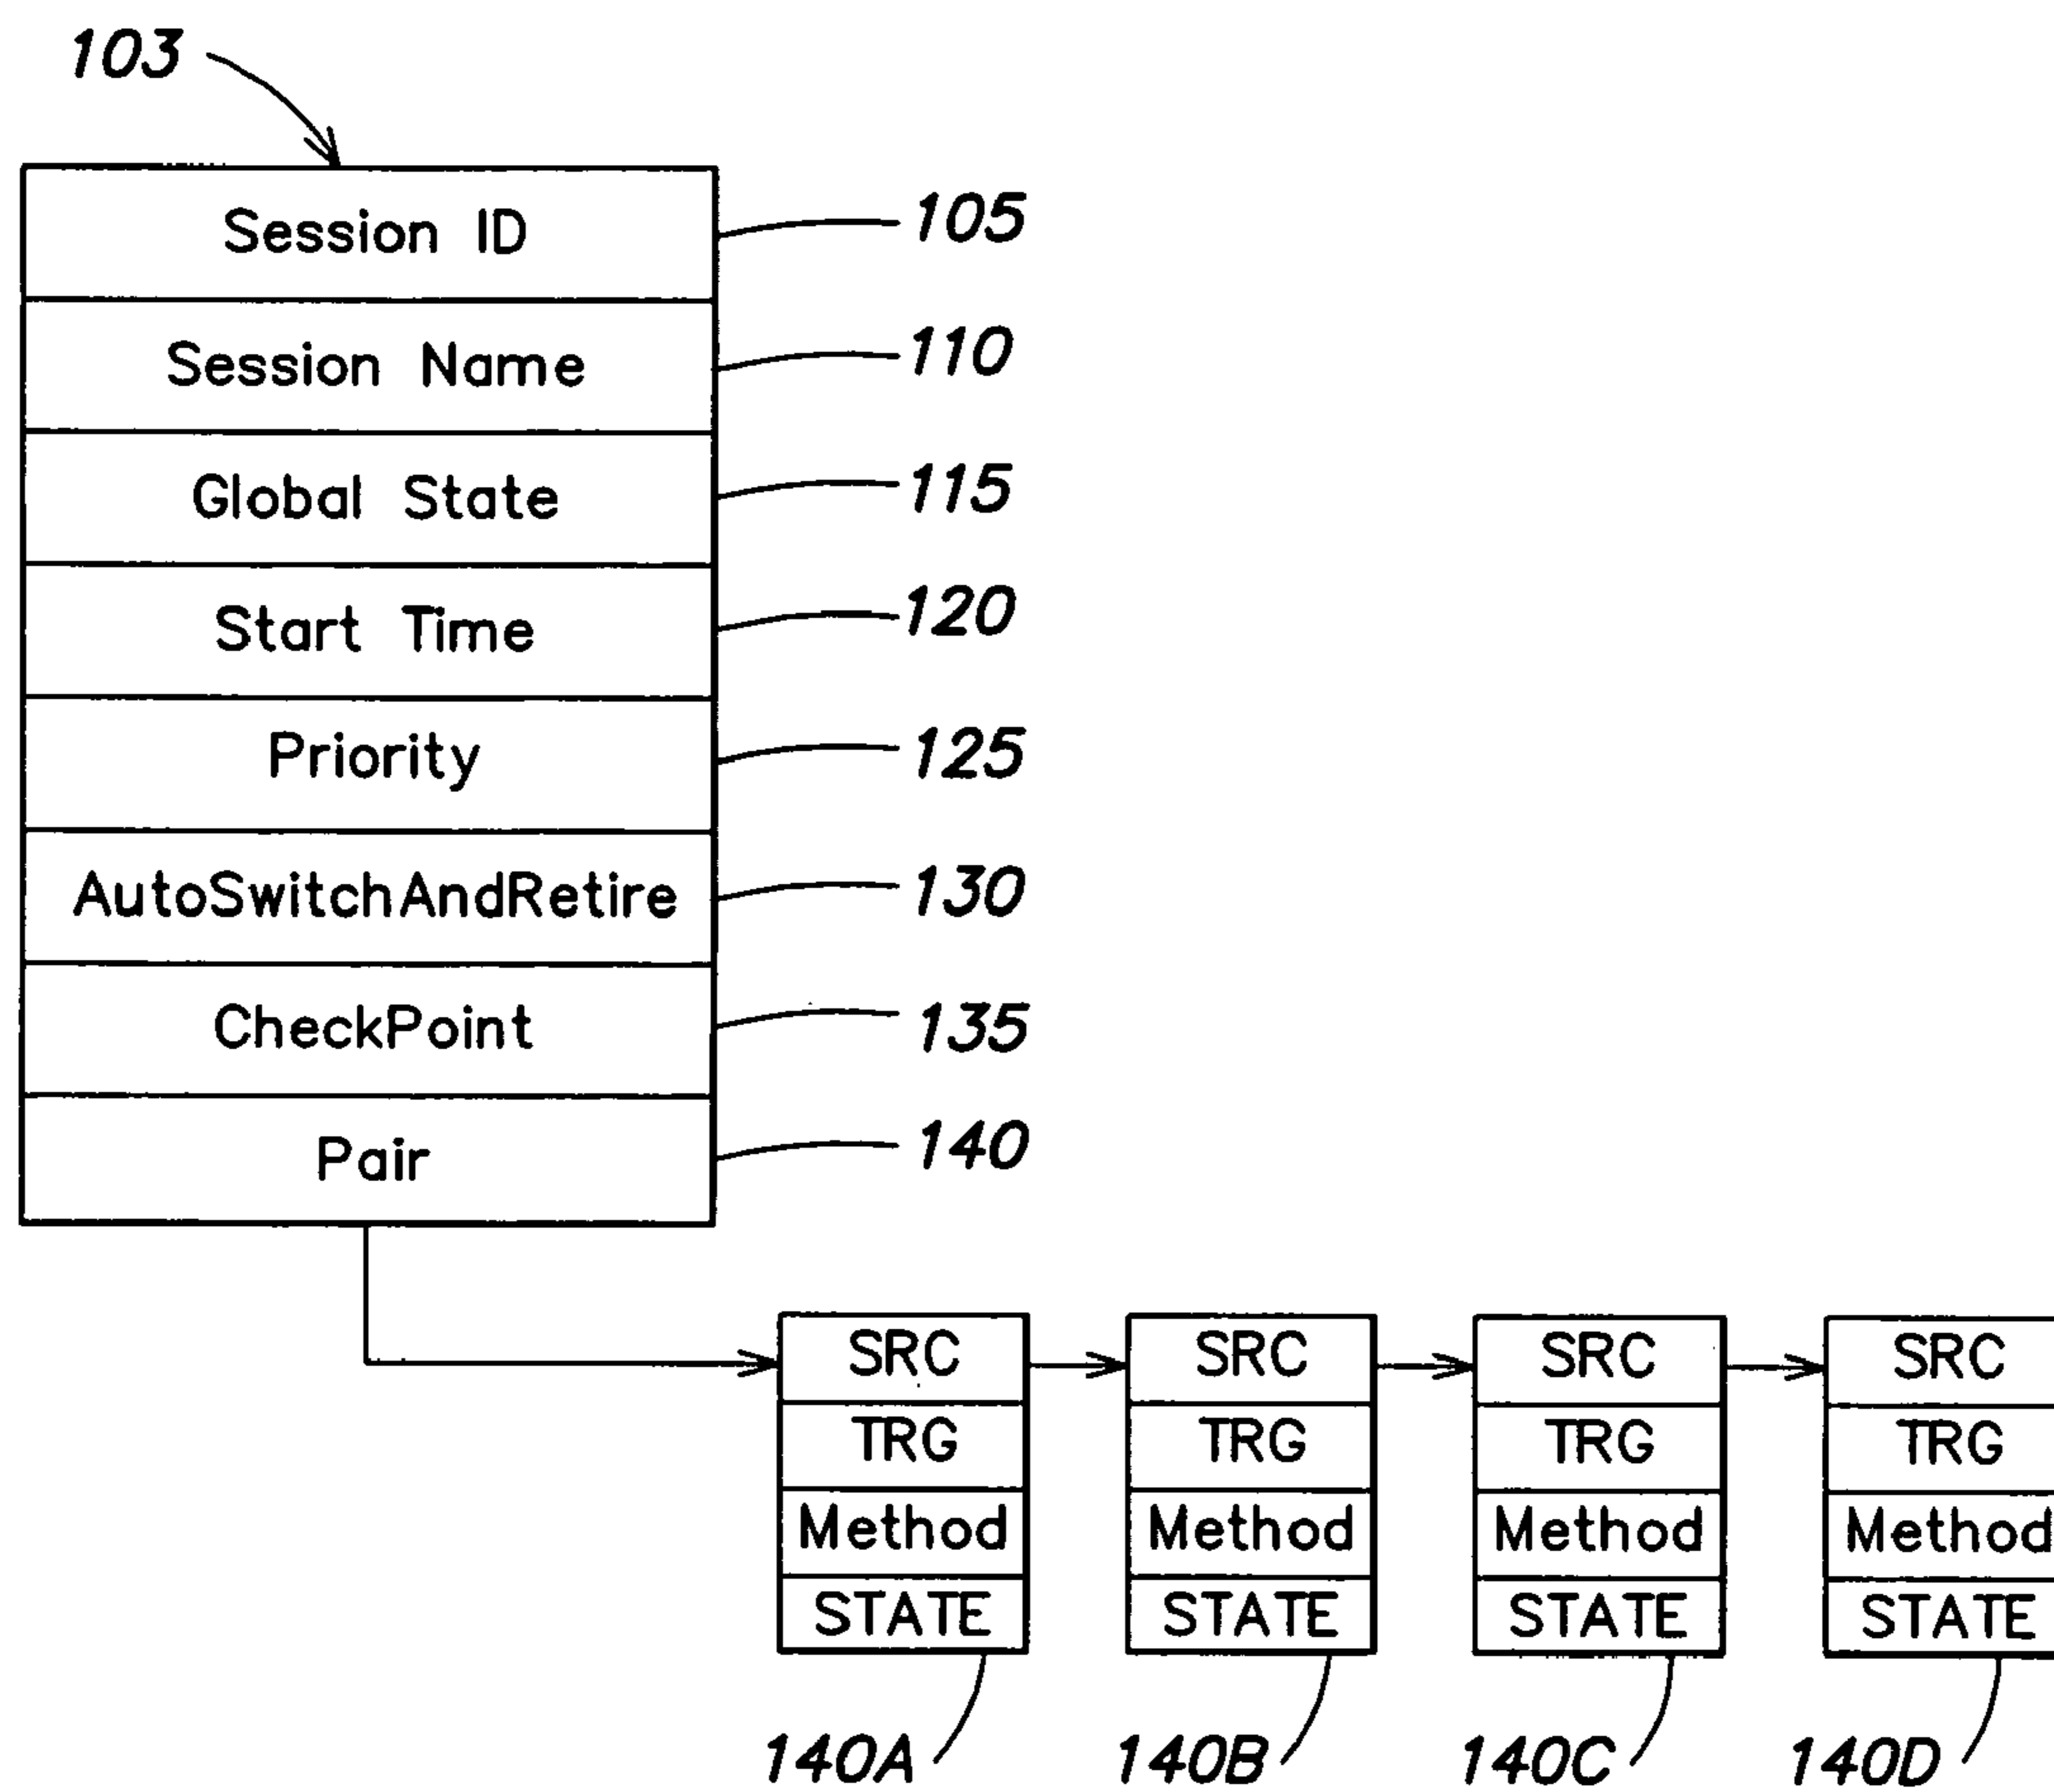 103
Session ID 105
Session Name 110
Global State 115
Start Time 120
Priority 125
AutoSwitchAndRetire 130
CheckPoint 135
Pair 140
SRC SRC SRC SRC
TRG TRG TRG TRG
Method Method Method Method
STATE STATE STATE STATE
140A 140B 140C 140D